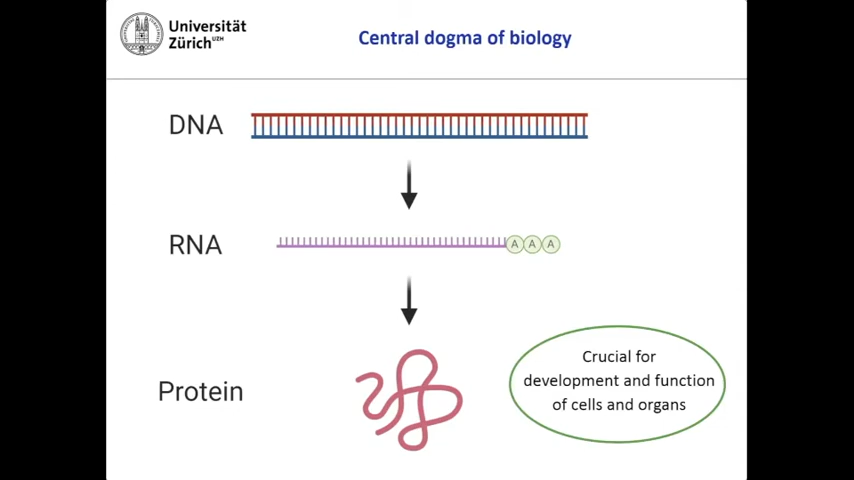 Universität
Zürich UZH
Central dogma of biology
DNA
RNA
A A A
Protein
Crucial for
development and function
of cells and organs